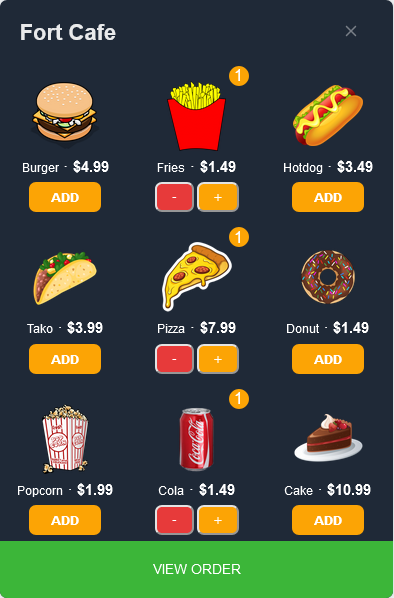 Fort Cafe ×
1
Burger · $4.99 Fries · $1.49 Hotdog · $3.49
ADD - + ADD
1
Tako · $3.99 Pizza · $7.99 Donut · $1.49
ADD - + ADD
1
Coca-Cola
Popcorn · $1.99 Cola · $1.49 Cake · $10.99
ADD - + ADD
VIEW ORDER